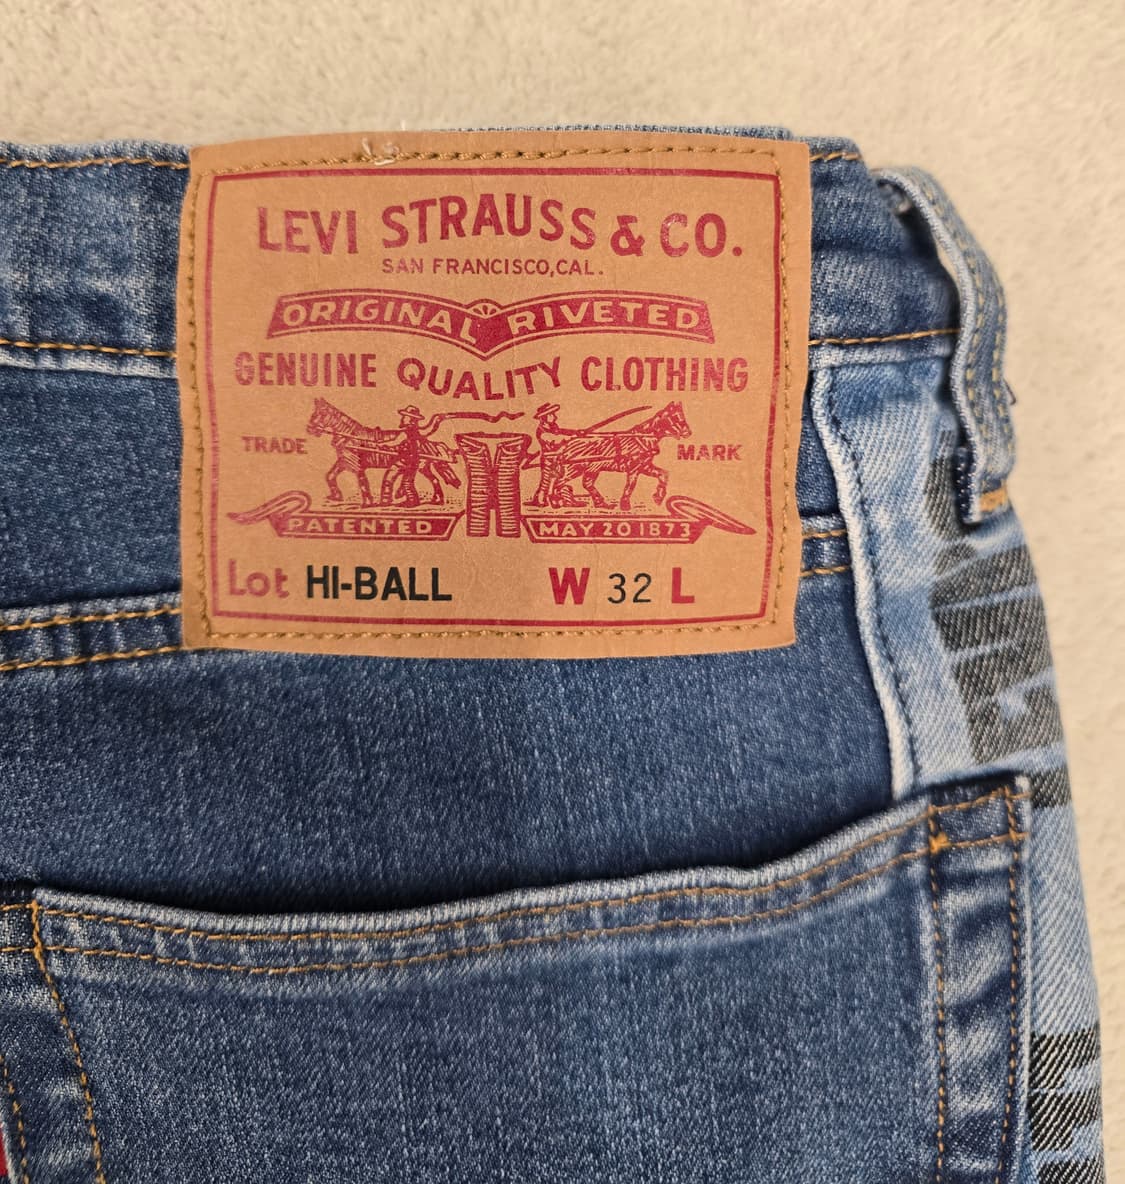 LEVI STRAUSS & CO.
SAN FRANCISCO, CAL.
ORIGINAL RIVETED
GENUINE QUALITY CLOTHING
TRADE MARK
PATENTED MAY 20 1873
Lot HI-BALL W 32 L